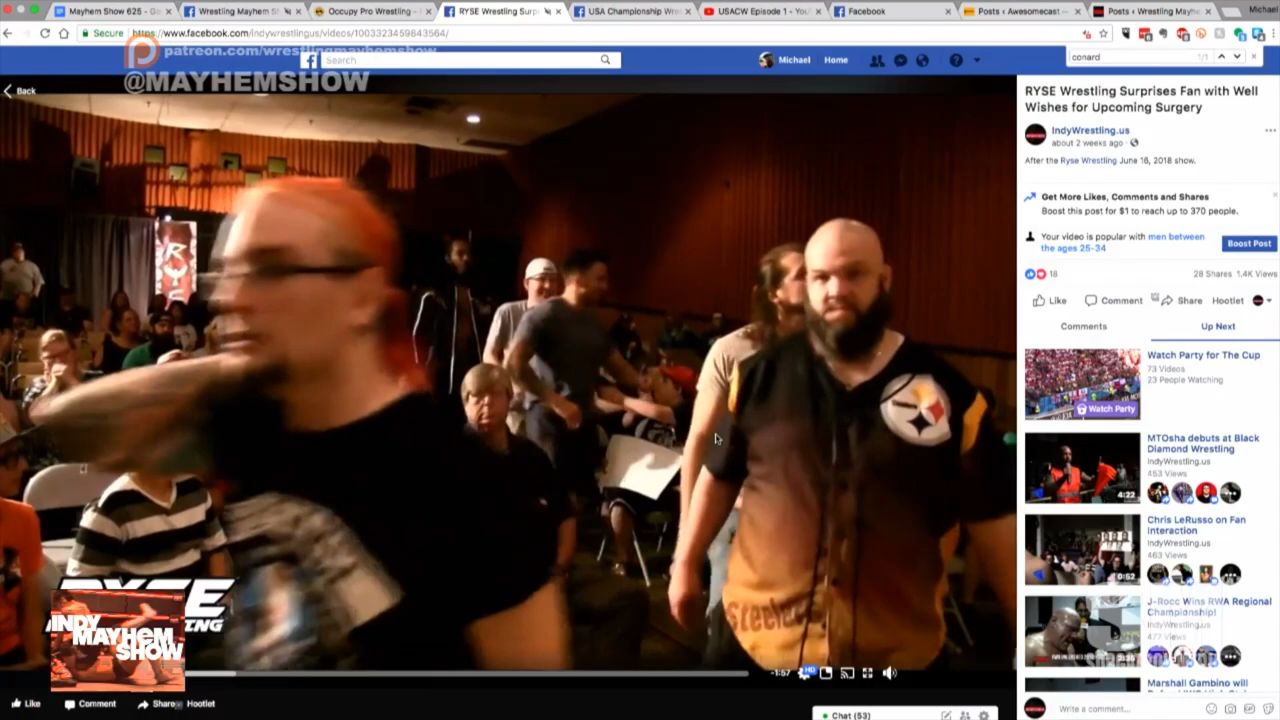 Mayhem Show 625 - Go
Wrestling Mayhem S
Occupy Pro Wrestling -
RYSE Wrestling Surp
USA Championship Wre
USACW Episode 1 - You
Facebook
Posts ‹ Awesomecast —
Posts ‹ Wrestling Mayhe
Michael
Secure
https://www.facebook.com/indywrestlingus/videos/1003323459843564/
patreon.com/wrestlingmayhemshow
@MAYHEMSHOW
Search
Michael
Home
conard
1/1
Back
RYSE Wrestling Surprises Fan with Well
Wishes for Upcoming Surgery
IndyWrestling.us
about 2 weeks ago
After the Ryse Wrestling June 16, 2018 show.
Get More Likes, Comments and Shares
Boost this post for $1 to reach up to 370 people.
Your video is popular with men between
the ages 25-34
Boost Post
18
28 Shares 1.4K Views
Like
Comment
Share
Hootlet
Comments
Up Next
Watch Party for The Cup
73 Videos
23 People Watching
Watch Party
MTOsha debuts at Black
Diamond Wrestling
IndyWrestling.us
453 Views
4:22
Chris LeRusso on Fan
Interaction
IndyWrestling.us
463 Views
0:52
J-Rocc Wins RWA Regional
Championship!
IndyWrestling.us
477 Views
Marshall Gambino will
RYSE
Steelers
INDY
MAYHEM
SHOW
-1:57
HD
Like
Comment
Share
Hootlet
Chat (53)
Write a comment...